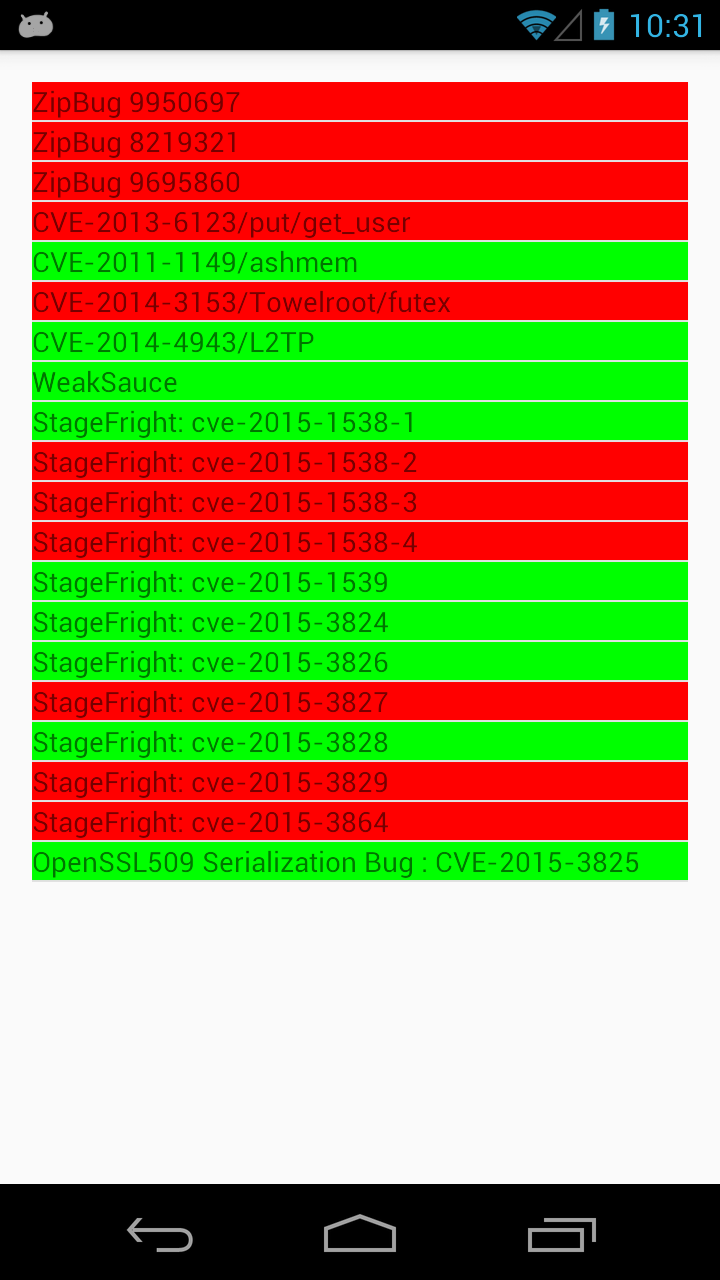 10:31
ZipBug 9950697
ZipBug 8219321
ZipBug 9695860
CVE-2013-6123/put/get_user
CVE-2011-1149/ashmem
CVE-2014-3153/Towelroot/futex
CVE-2014-4943/L2TP
WeakSauce
StageFright: cve-2015-1538-1
StageFright: cve-2015-1538-2
StageFright: cve-2015-1538-3
StageFright: cve-2015-1538-4
StageFright: cve-2015-1539
StageFright: cve-2015-3824
StageFright: cve-2015-3826
StageFright: cve-2015-3827
StageFright: cve-2015-3828
StageFright: cve-2015-3829
StageFright: cve-2015-3864
OpenSSL509 Serialization Bug : CVE-2015-3825